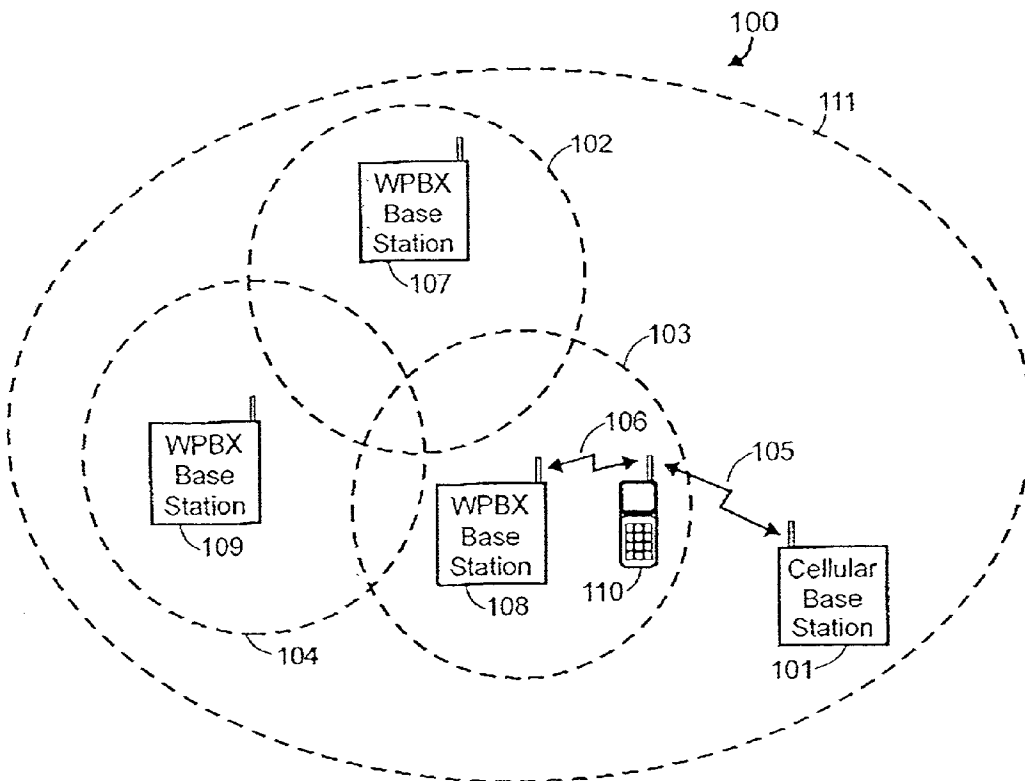 100
111
102
WPBX
Base
Station
107
103
106
105
WPBX
Base
Station
109
WPBX
Base
Station
108
110
Cellular
Base
Station
101
104